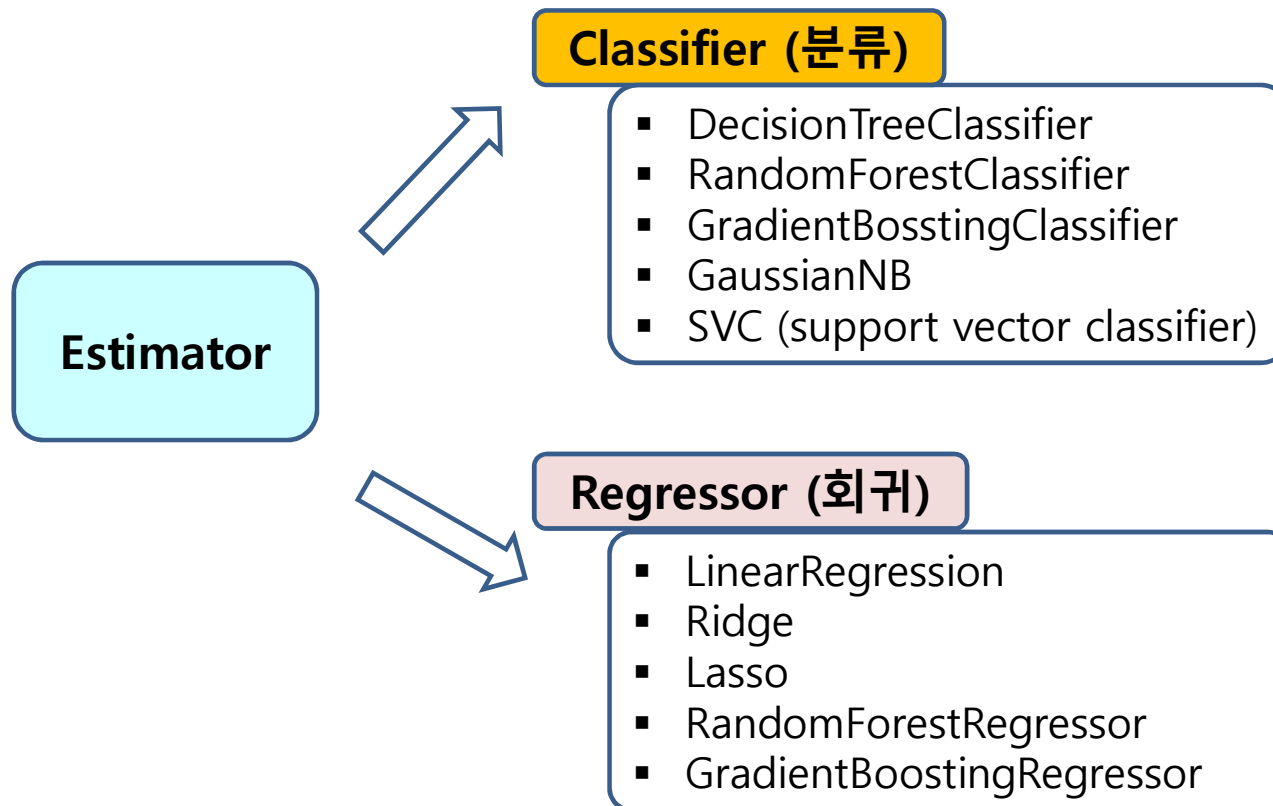 Classifier (분류)
▪ DecisionTreeClassifier
▪ RandomForestClassifier
▪ GradientBosstingClassifier
▪ GaussianNB
▪ SVC (support vector classifier)
Estimator
Regressor (회귀)
▪ LinearRegression
▪ Ridge
▪ Lasso
▪ RandomForestRegressor
▪ GradientBoostingRegressor